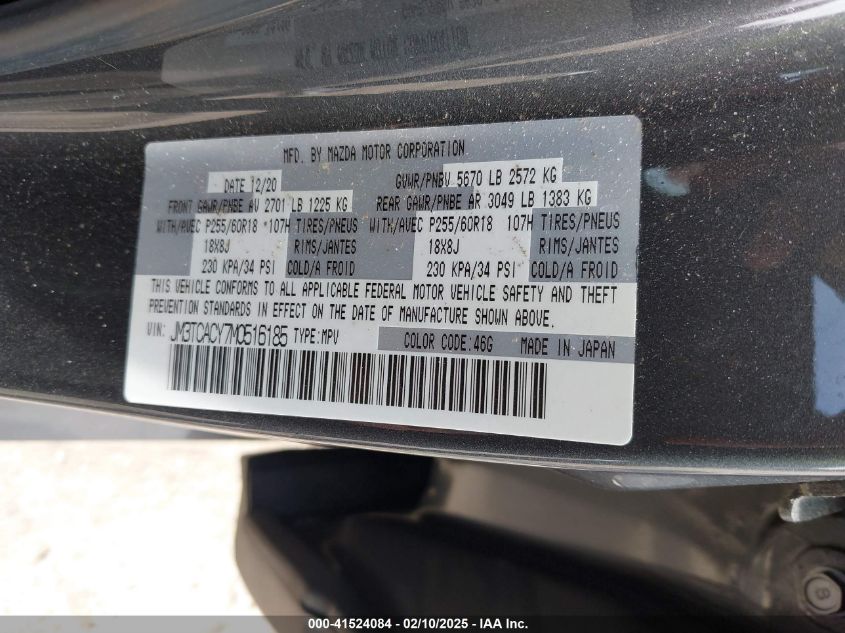 MFD. BY MAZDA MOTOR CORPORATION
DATE 12/20 GVWR/PNBV 5670 LB 2572 KG
FRONT GAWR/PNBE AV 2701 LB 1225 KG REAR GAWR/PNBE AR 3049 LB 1383 KG
WITH/AVEC P255/60R18 107H TIRES/PNEUS WITH/AVEC P255/60R18 107H TIRES/PNEUS
18X8J RIMS/JANTES 18X8J RIMS/JANTES
230 KPA/34 PSI COLD/A FROID 230 KPA/34 PSI COLD/A FROID
THIS VEHICLE CONFORMS TO ALL APPLICABLE FEDERAL MOTOR VEHICLE SAFETY AND THEFT
PREVENTION STANDARDS IN EFFECT ON THE DATE OF MANUFACTURE SHOWN ABOVE.
VIN: JM3TCACY7M0516185 TYPE:MPV COLOR CODE:46G MADE IN JAPAN
000-41524084 - 02/10/2025 - IAA Inc.